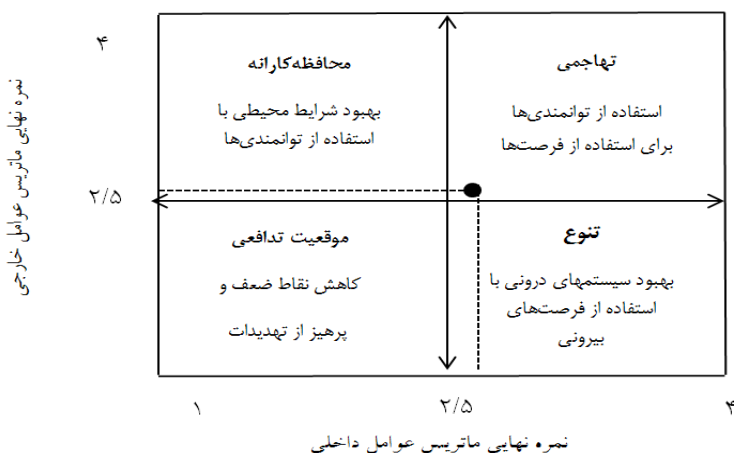 ۴
تهاجمی
استفاده از توانمندی‌ها
برای استفاده از فرصت‌ها
محافظه‌کارانه
بهبود شرایط محیطی با
استفاده از توانمندی‌ها
نمره نهایی ماتریس عوامل خارجی
۲/۵
تنوع
بهبود سیستمهای درونی با
استفاده از فرصت‌های
بیرونی
موقعیت تدافعی
کاهش نقاط ضعف و
پرهیز از تهدیدات
۱
۲/۵
۴
نمره نهایی ماتریس عوامل داخلی